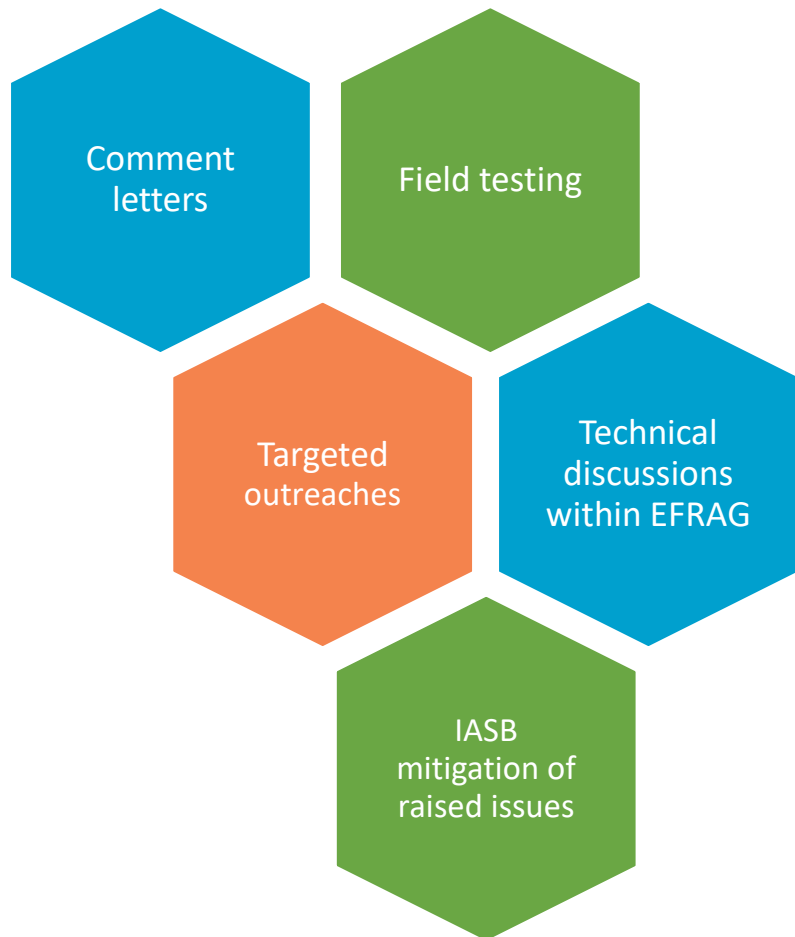 Comment
letters
Field testing
Targeted
outreaches
Technical
discussions
within EFRAG
IASB
mitigation of
raised issues